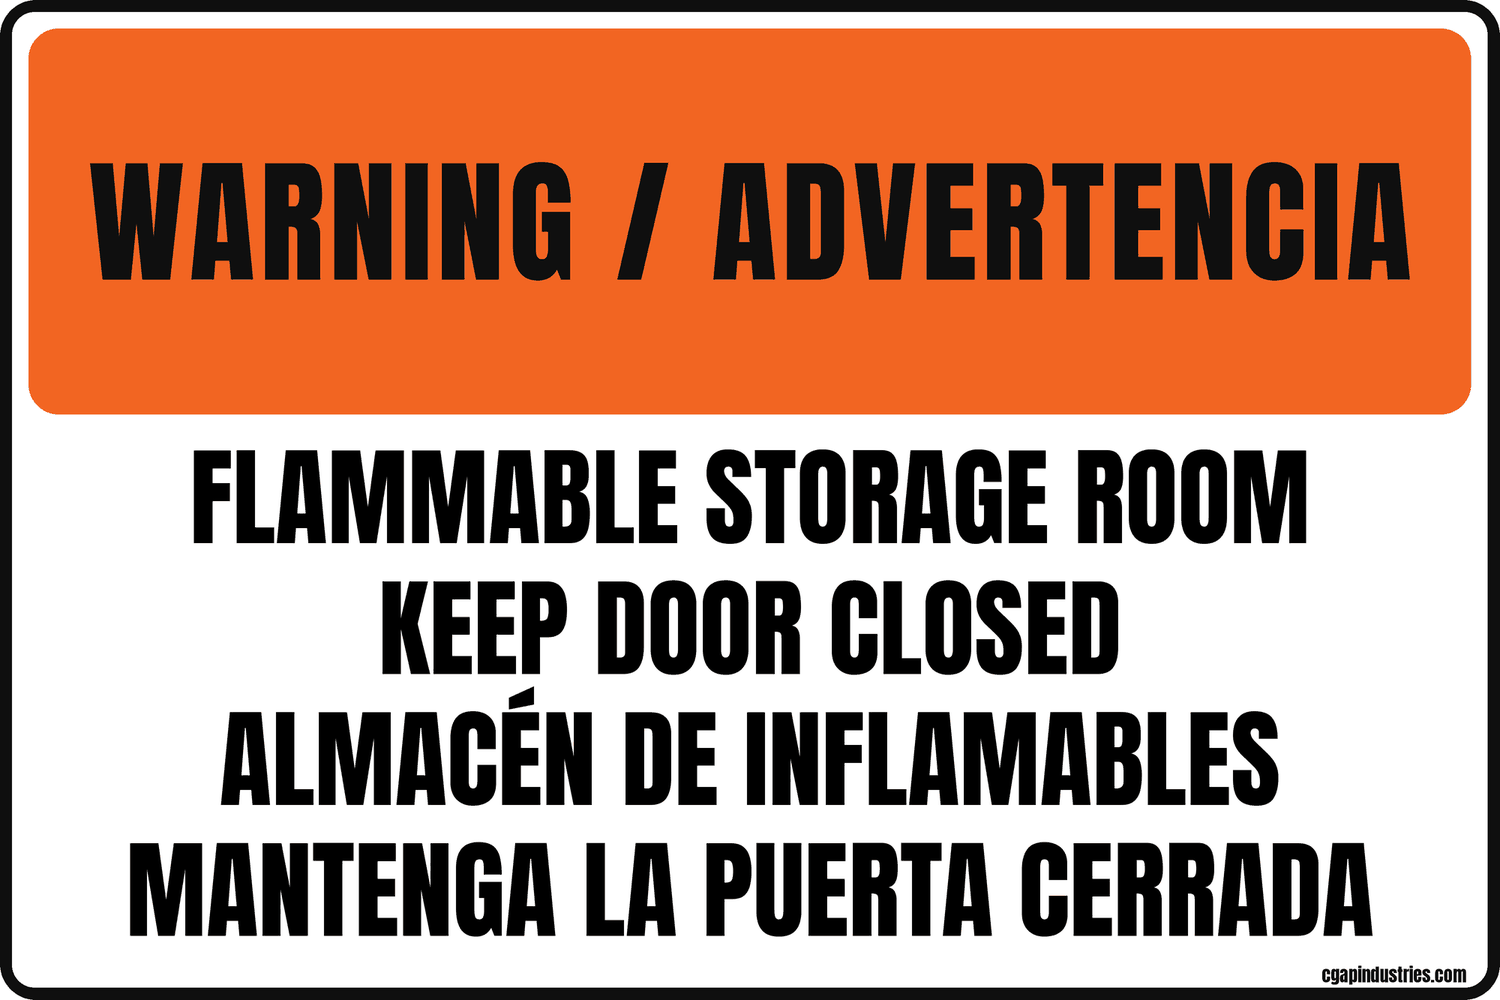 WARNING / ADVERTENCIA
FLAMMABLE STORAGE ROOM
KEEP DOOR CLOSED
ALMACÉN DE INFLAMABLES
MANTENGA LA PUERTA CERRADA
cgapindustries.com